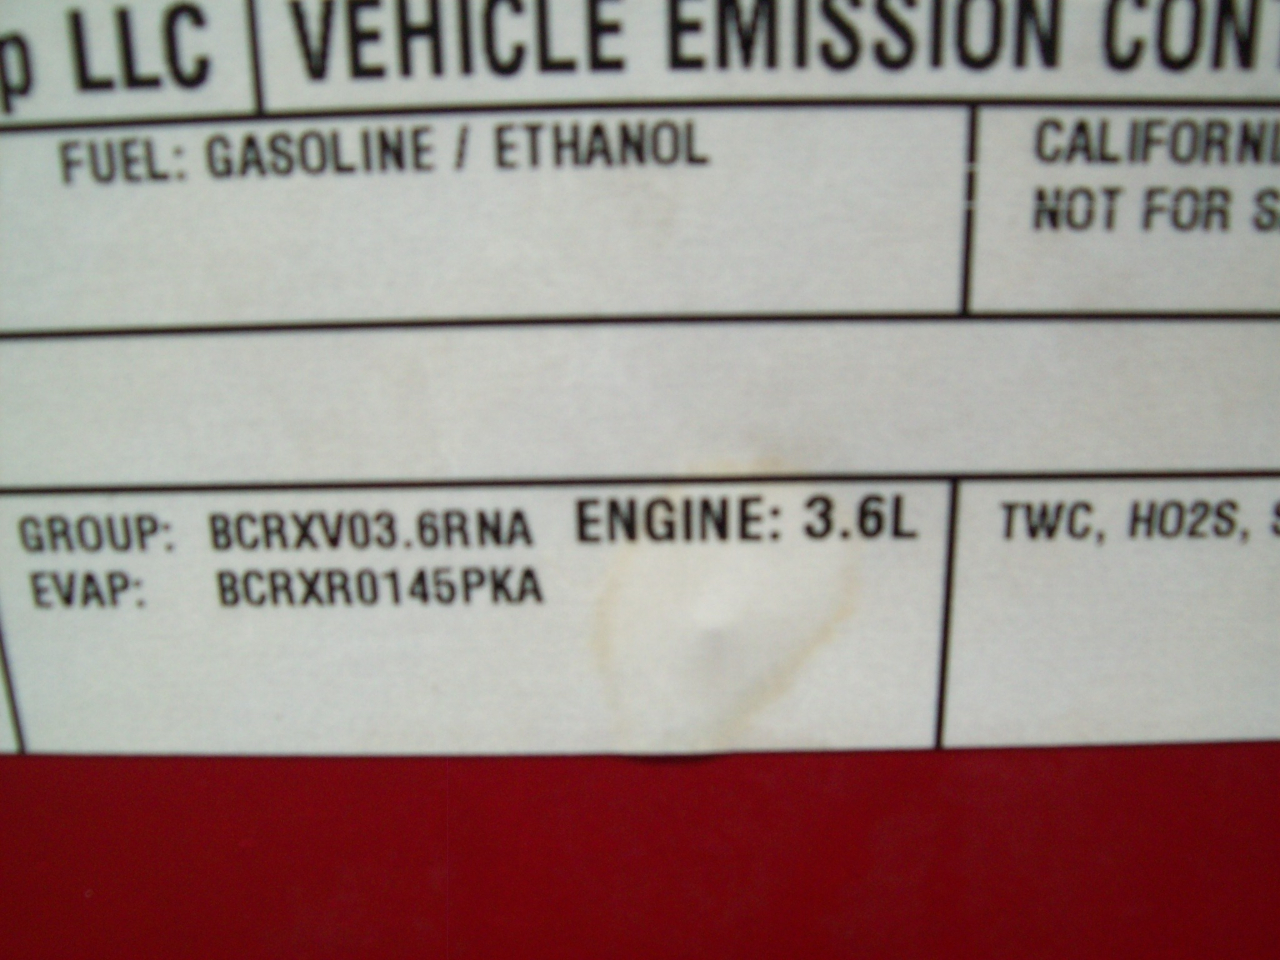 p LLC VEHICLE EMISSION CON
FUEL: GASOLINE / ETHANOL
CALIFORNI
NOT FOR S
GROUP: BCRXV03.6RNA ENGINE: 3.6L
EVAP: BCRXR0145PKA
TWC, HO2S, S